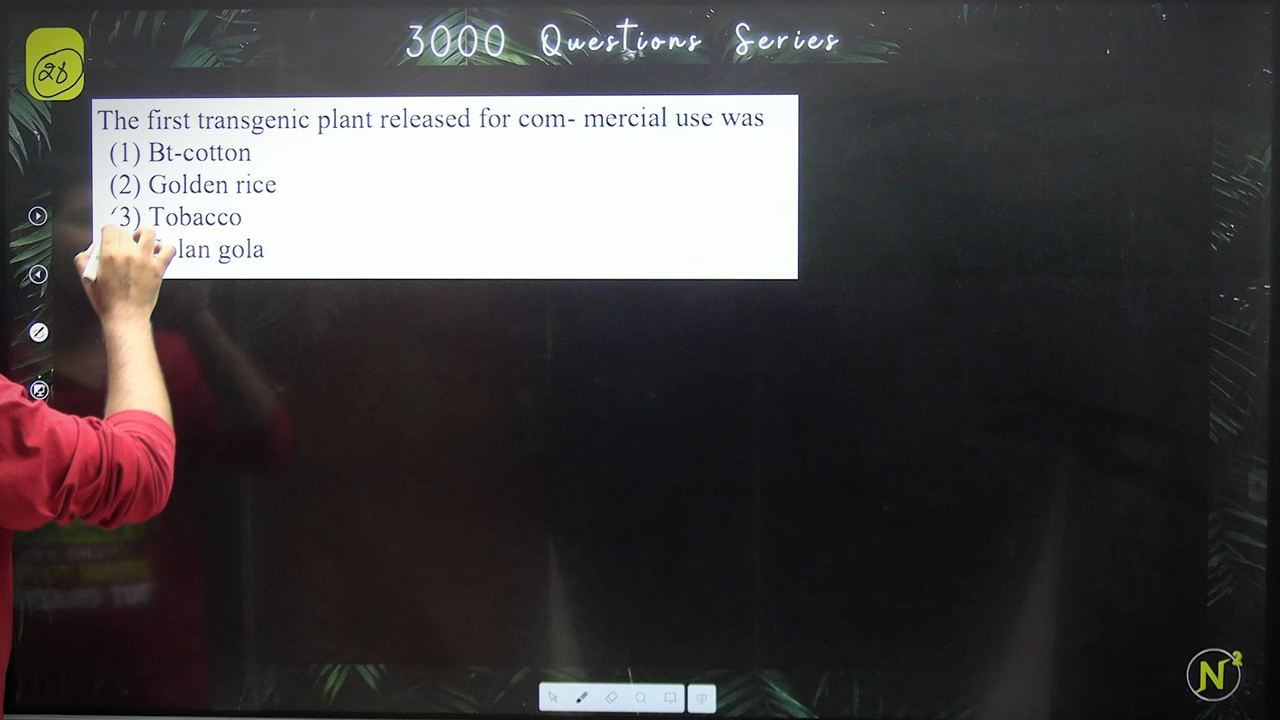 3000 Questions Series
28
The first transgenic plant released for com- mercial use was
(1) Bt-cotton
(2) Golden rice
3) Tobacco
gola
N2